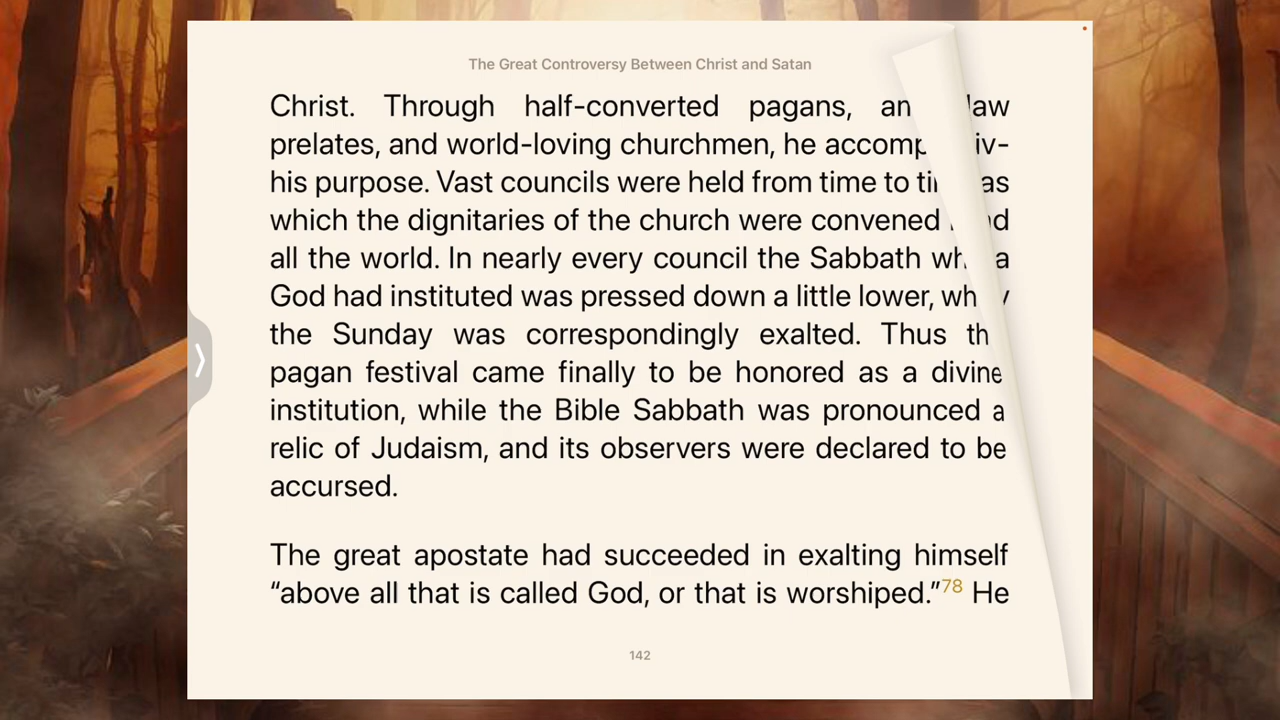 The Great Controversy Between Christ and Satan
Christ. Through half-converted pagans,
prelates, and world-loving churchmen, he
his purpose. Vast councils were held from time to
which the dignitaries of the church were convened
all the world. In nearly every council the Sabbath
God had instituted was pressed down a little lower,
the Sunday was correspondingly exalted. Thus
pagan festival came finally to be honored as a divine
institution, while the Bible Sabbath was pronounced a
relic of Judaism, and its observers were declared to be
accursed.
The great apostate had succeeded in exalting himself
“above all that is called God, or that is worshiped.”78 He
142